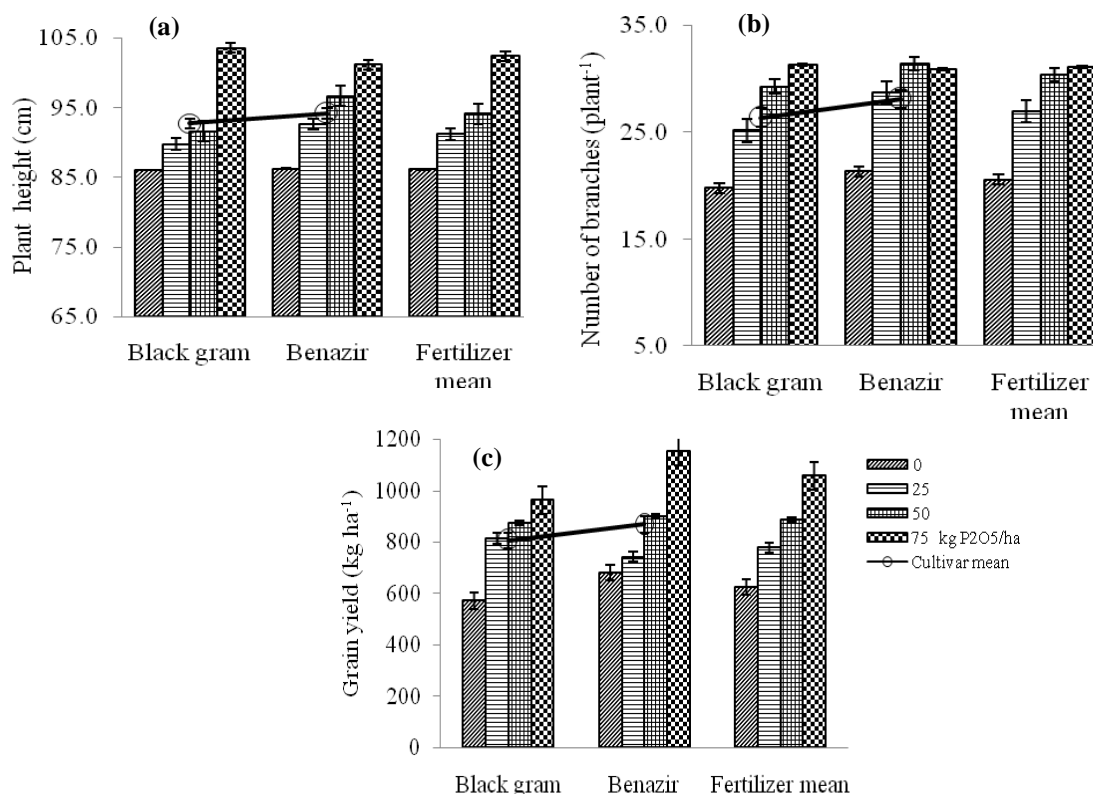 (a)
Plant height (cm)
105.0
95.0
85.0
75.0
65.0
Black gram Benazir Fertilizer
mean
(b)
Number of branches (plant⁻¹)
35.0
25.0
15.0
5.0
Black gram Benazir Fertilizer
mean
(c)
Grain yield (kg ha⁻¹)
1200
1000
800
600
400
200
0
Black gram Benazir Fertilizer mean
0
25
50
75 kg P2O5/ha
Cultivar mean